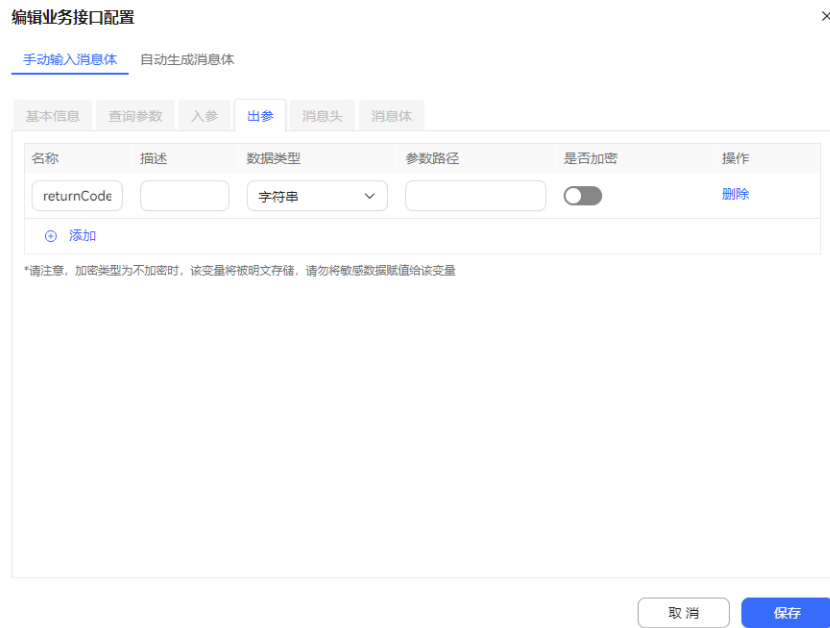 编辑业务接口配置
手动输入消息体 自动生成消息体
基本信息 查询参数 入参 出参 消息头 消息体
名称 描述 数据类型 参数路径 是否加密 操作
returnCode 字符串 删除
添加
*请注意，加密类型为不加密时，该变量将被明文存储，请勿将敏感数据赋值给该变量
取消 保存